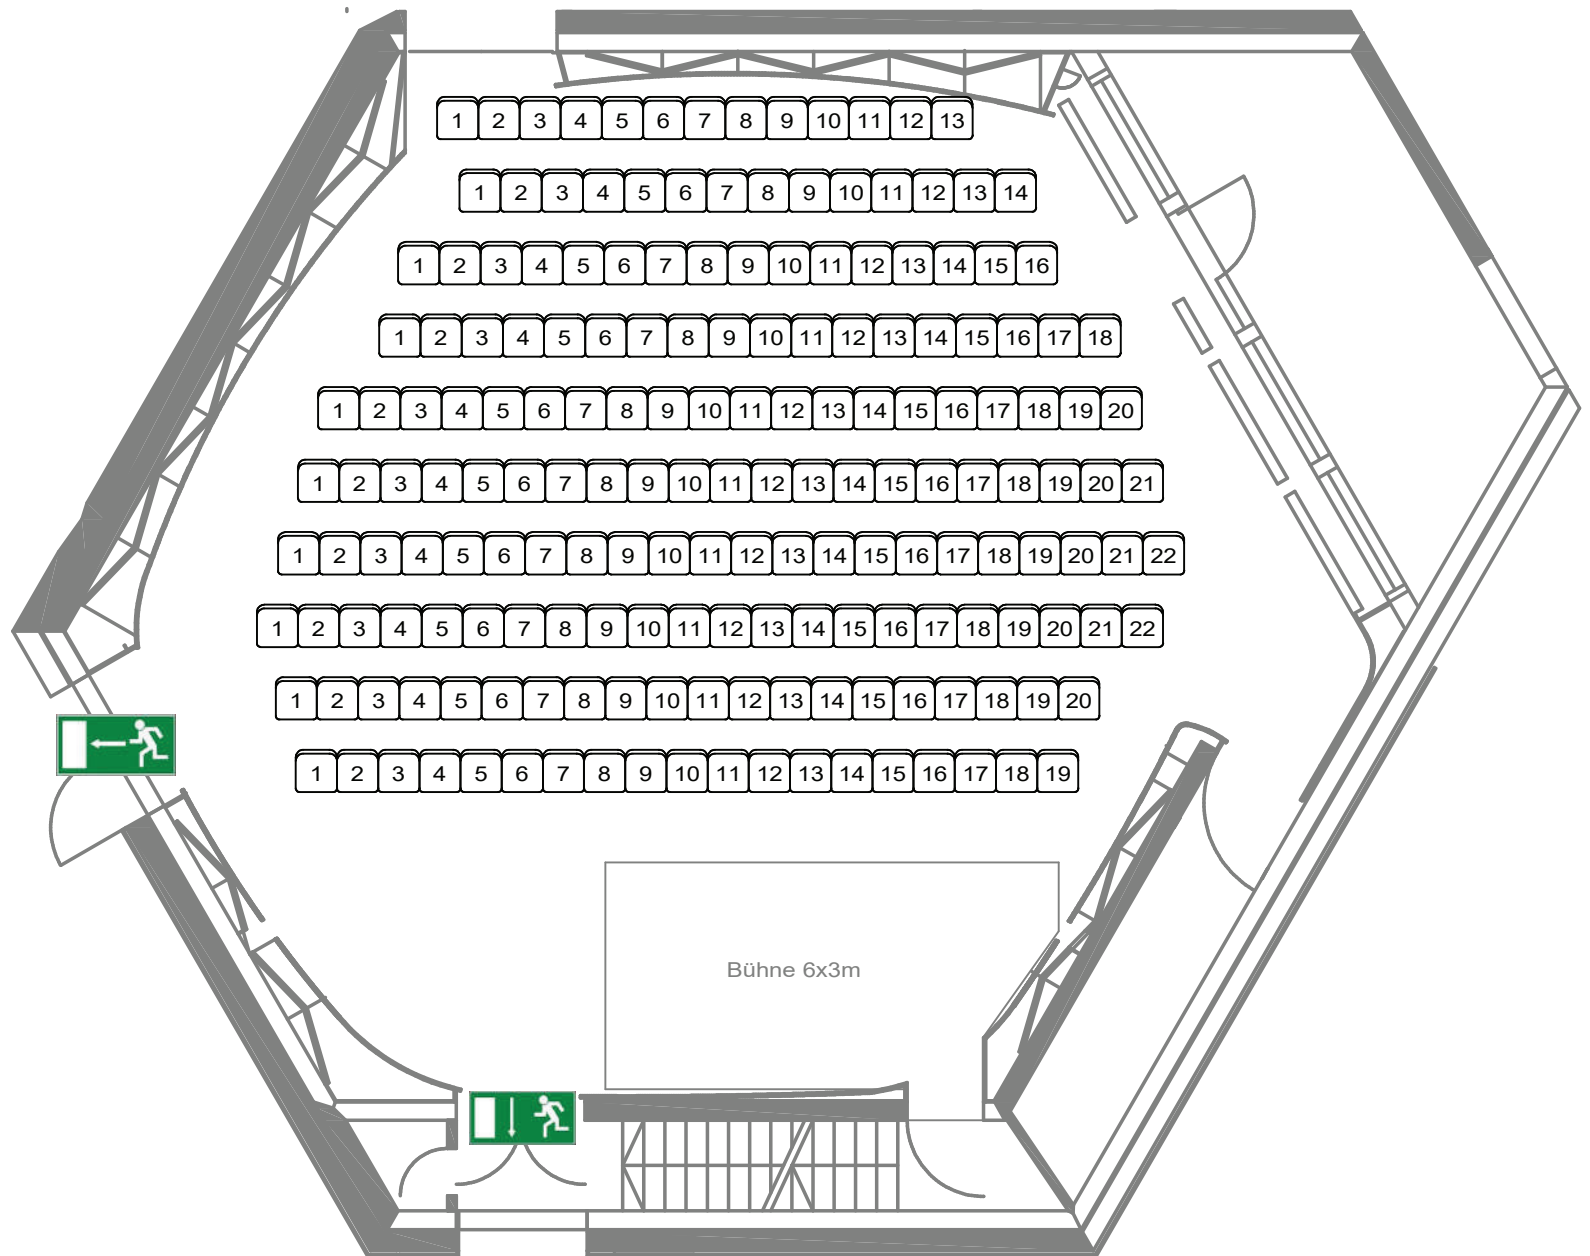 1 2 3 4 5 6 7 8 9 10 11 12 13
1 2 3 4 5 6 7 8 9 10 11 12 13 14
1 2 3 4 5 6 7 8 9 10 11 12 13 14 15 16
1 2 3 4 5 6 7 8 9 10 11 12 13 14 15 16 17 18
1 2 3 4 5 6 7 8 9 10 11 12 13 14 15 16 17 18 19 20
1 2 3 4 5 6 7 8 9 10 11 12 13 14 15 16 17 18 19 20 21
1 2 3 4 5 6 7 8 9 10 11 12 13 14 15 16 17 18 19 20 21 22
1 2 3 4 5 6 7 8 9 10 11 12 13 14 15 16 17 18 19 20 21 22
1 2 3 4 5 6 7 8 9 10 11 12 13 14 15 16 17 18 19 20
1 2 3 4 5 6 7 8 9 10 11 12 13 14 15 16 17 18 19
Bühne 6x3m